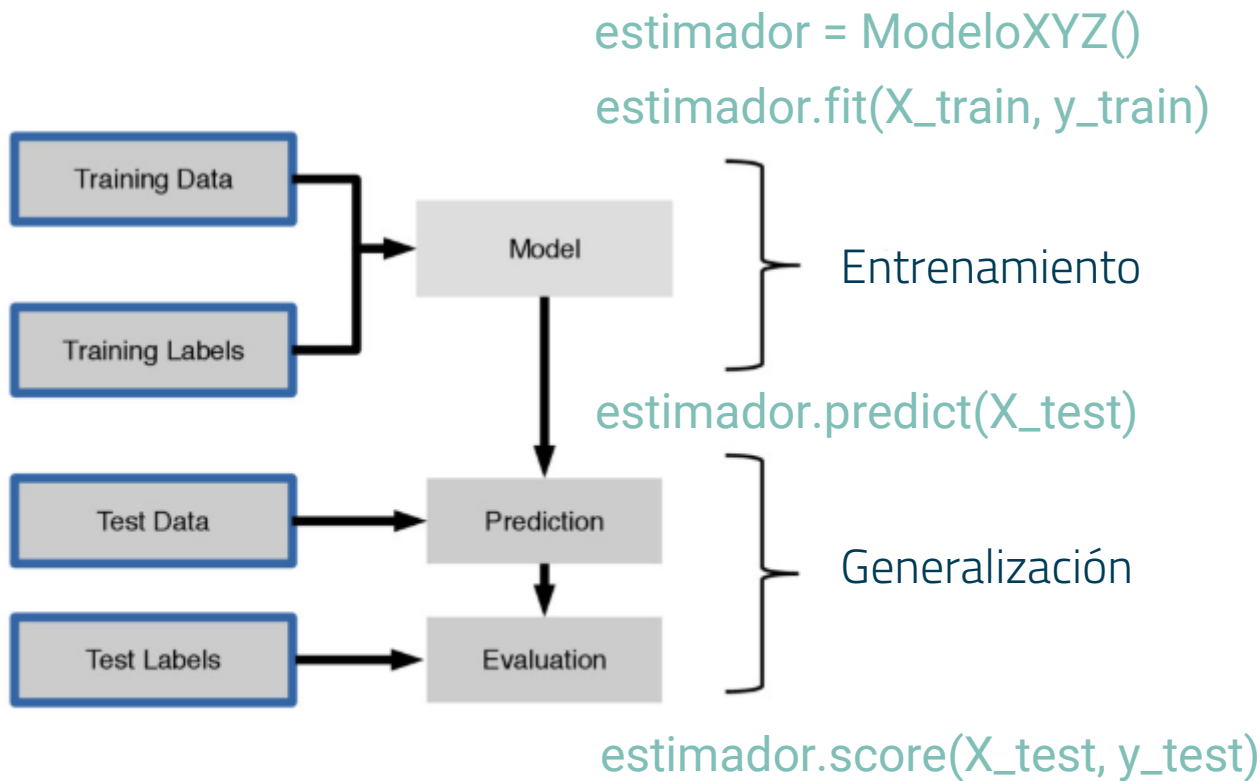 estimador = ModeloXYZ()
estimador.fit(X_train, y_train)
Training Data
Model
Entrenamiento
Training Labels
estimador.predict(X_test)
Test Data
Prediction
Generalización
Test Labels
Evaluation
estimador.score(X_test, y_test)